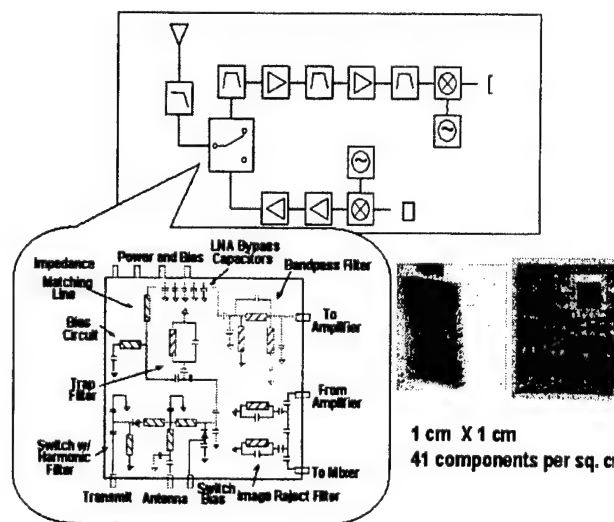 LNA Bypass
Capacitors
Power and Bias
Bandpass Filter
Impedance
Matching Line
Bias
Circuit
To
Amplifier
Trap
Filter
From
Amplifier
Switch w/
Harmonic
Filter
To Mixer
Transmit
Antenna
Switch
Bias
Image Reject Filter
1 cm X 1 cm
41 components per sq. c